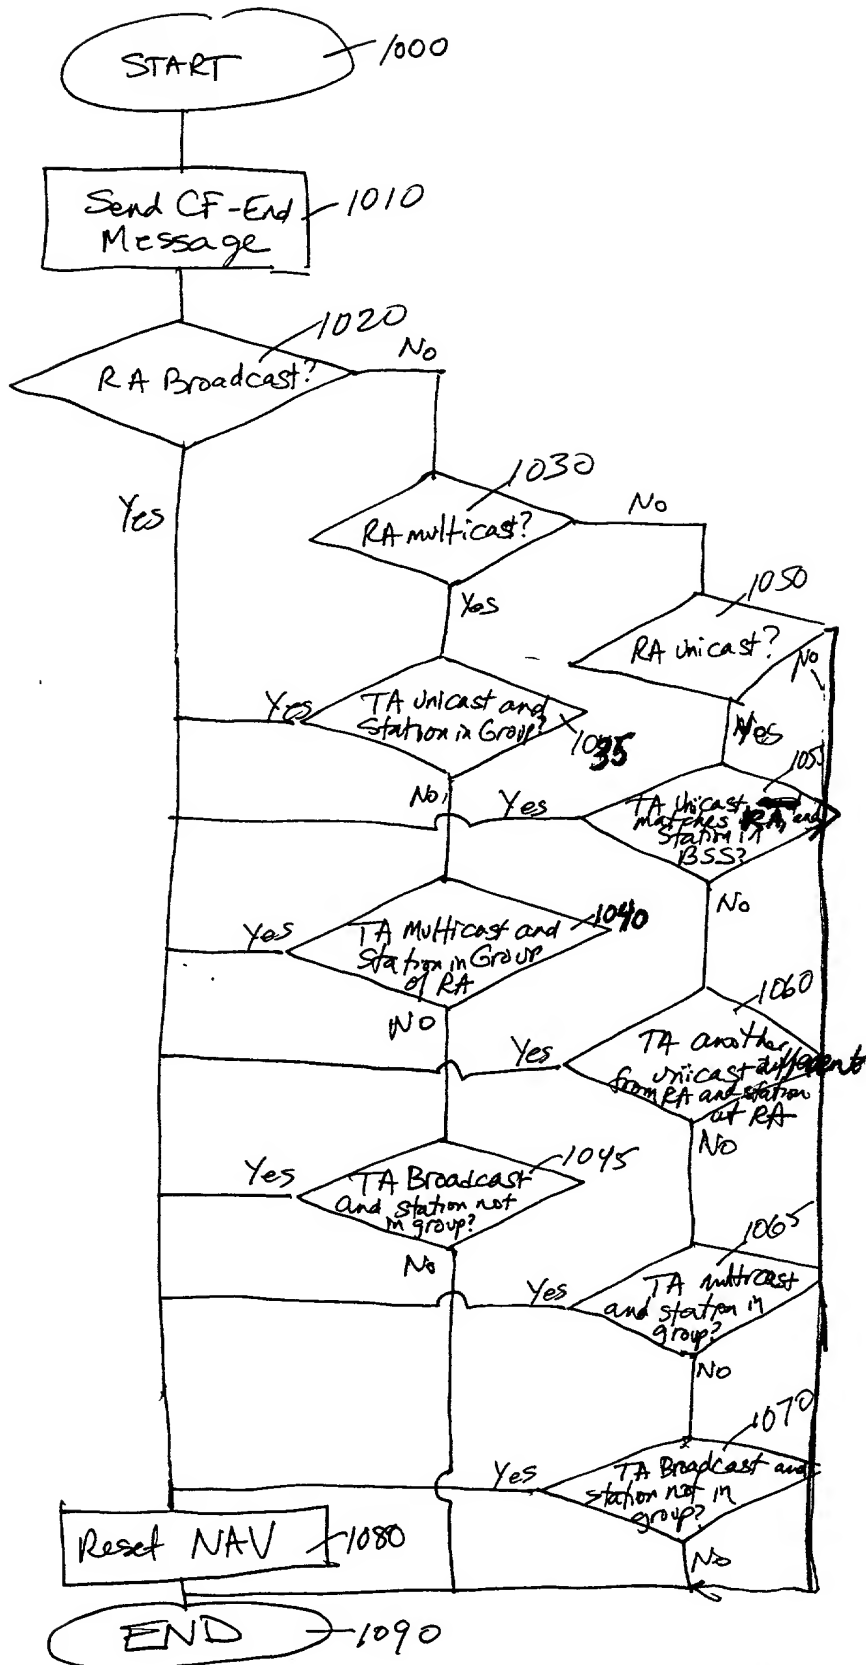 START
1000
Send CF-End
Message
1010
1020
RA Broadcast?
No
Yes
1030
RA multicast?
No
Yes
1050
RA unicast?
No
Yes
Yes
TA Unicast and
Station in Group?
1035
No
Yes
1055
TA Unicast
matches RA, and
Station in
BSS?
No
Yes
TA Multicast and
Station in Group
of RA
1040
No
1060
Yes
TA another
unicast different
from RA and station
at RA
No
Yes
TA Broadcast
and station not
in group?
1045
No
1065
Yes
TA multicast
and station in
group?
No
1070
Yes
TA Broadcast and
station not in
group?
No
Reset NAV
1080
END
1090